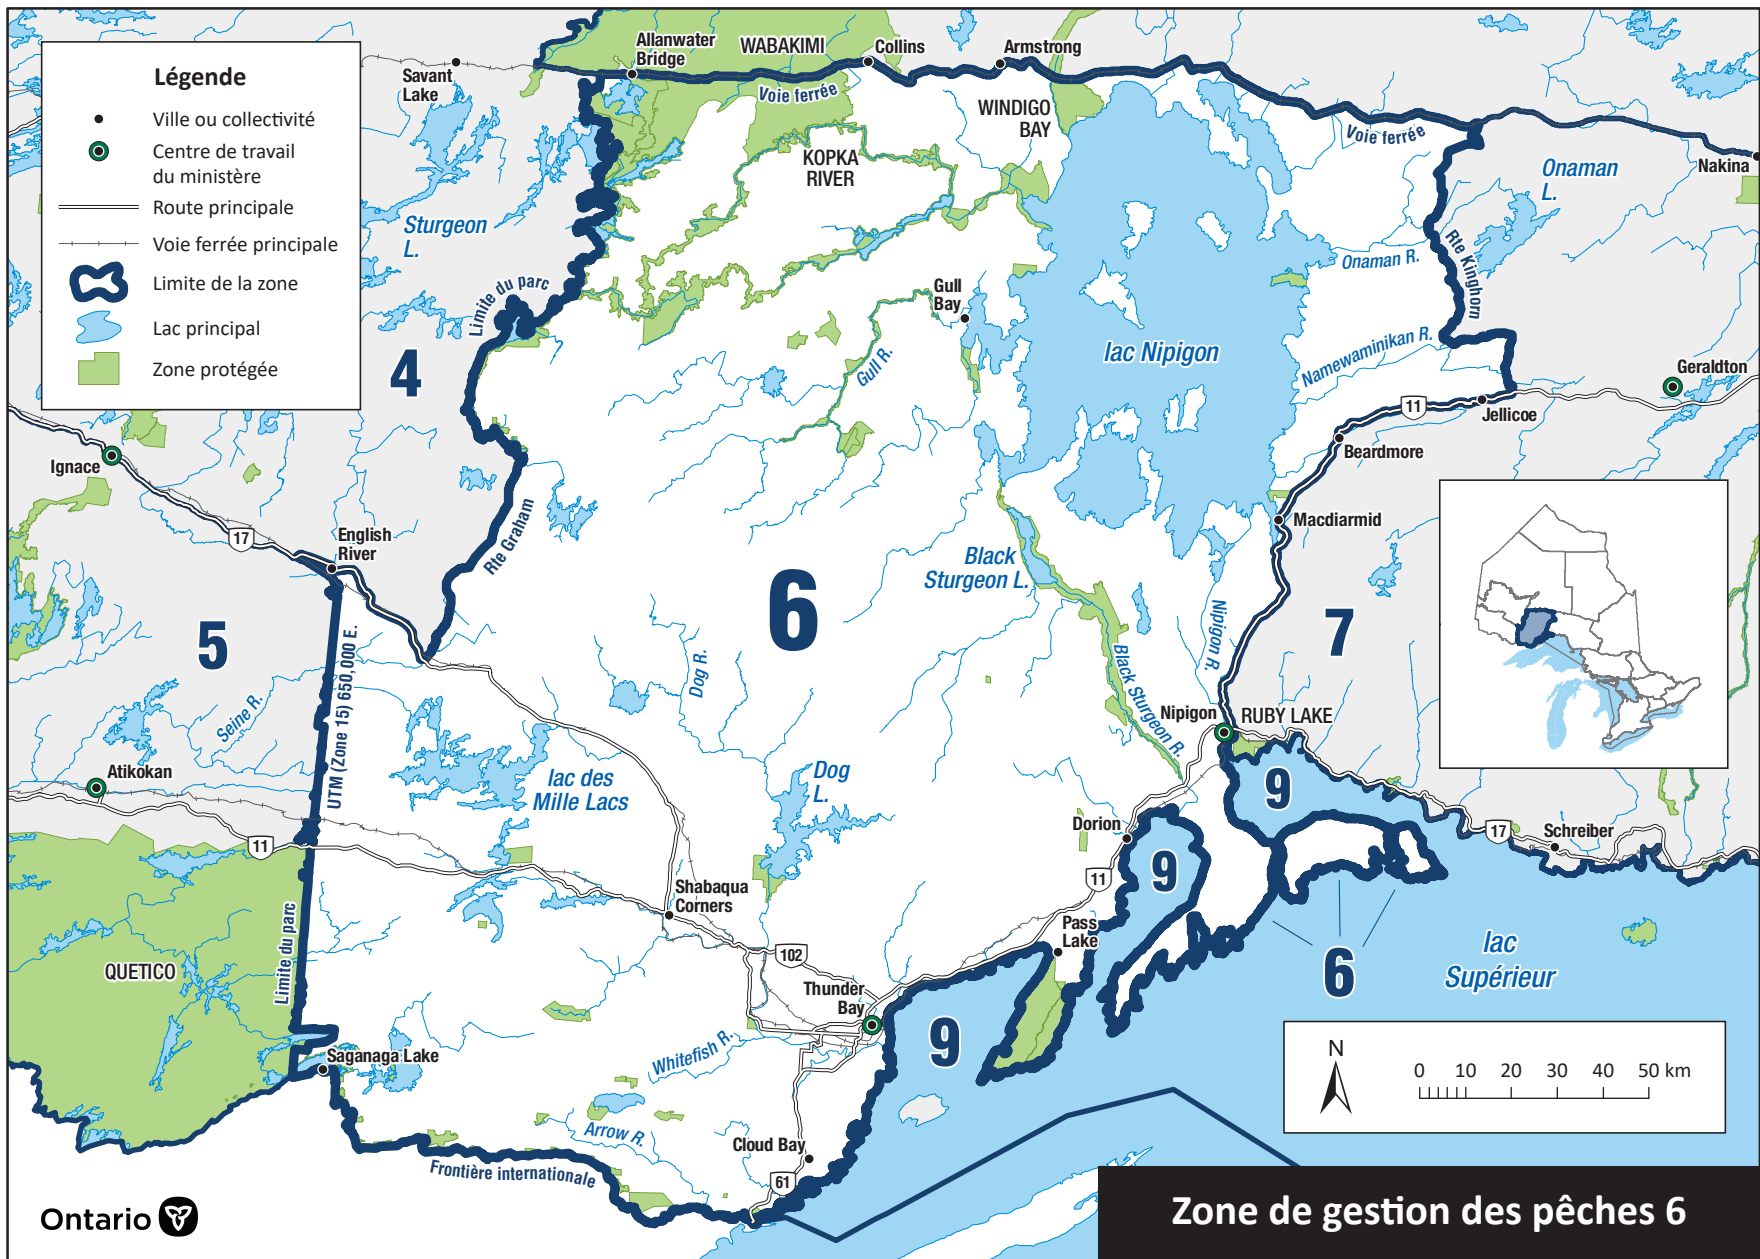 Légende
Ville ou collectivité
Centre de travail
du ministère
Route principale
Voie ferrée principale
Limite de la zone
Lac principal
Zone protégée
Savant
Lake
Allanwater
Bridge
WABAKIMI
Collins
Armstrong
Voie ferrée
WINDIGO
BAY
Voie ferrée
Nakina
KOPKA
RIVER
Onaman
L.
Sturgeon
L.
Onaman R.
Rte Kinghorn
Limite du parc
Gull
Bay
lac Nipigon
Namewaminikan R.
Gull R.
4
Geraldton
11
Jellicoe
Beardmore
Ignace
17
English
River
Rte Graham
Macdiarmid
Black
Sturgeon L.
6
5
7
UTM (Zone 15) 650,000 E.
Dog R.
Nipigon R.
Black Sturgeon R.
Seine R.
Nipigon
RUBY LAKE
Atikokan
lac des
Mille Lacs
Dog
L.
9
11
Dorion
17
Schreiber
9
11
Shabaqua
Corners
Pass
Lake
Limite du parc
QUETICO
102
6
lac
Supérieur
Thunder
Bay
9
Whitefish R.
Saganaga Lake
N
0 10 20 30 40 50 km
Arrow R.
Cloud Bay
Frontière internationale
61
Ontario
Zone de gestion des pêches 6